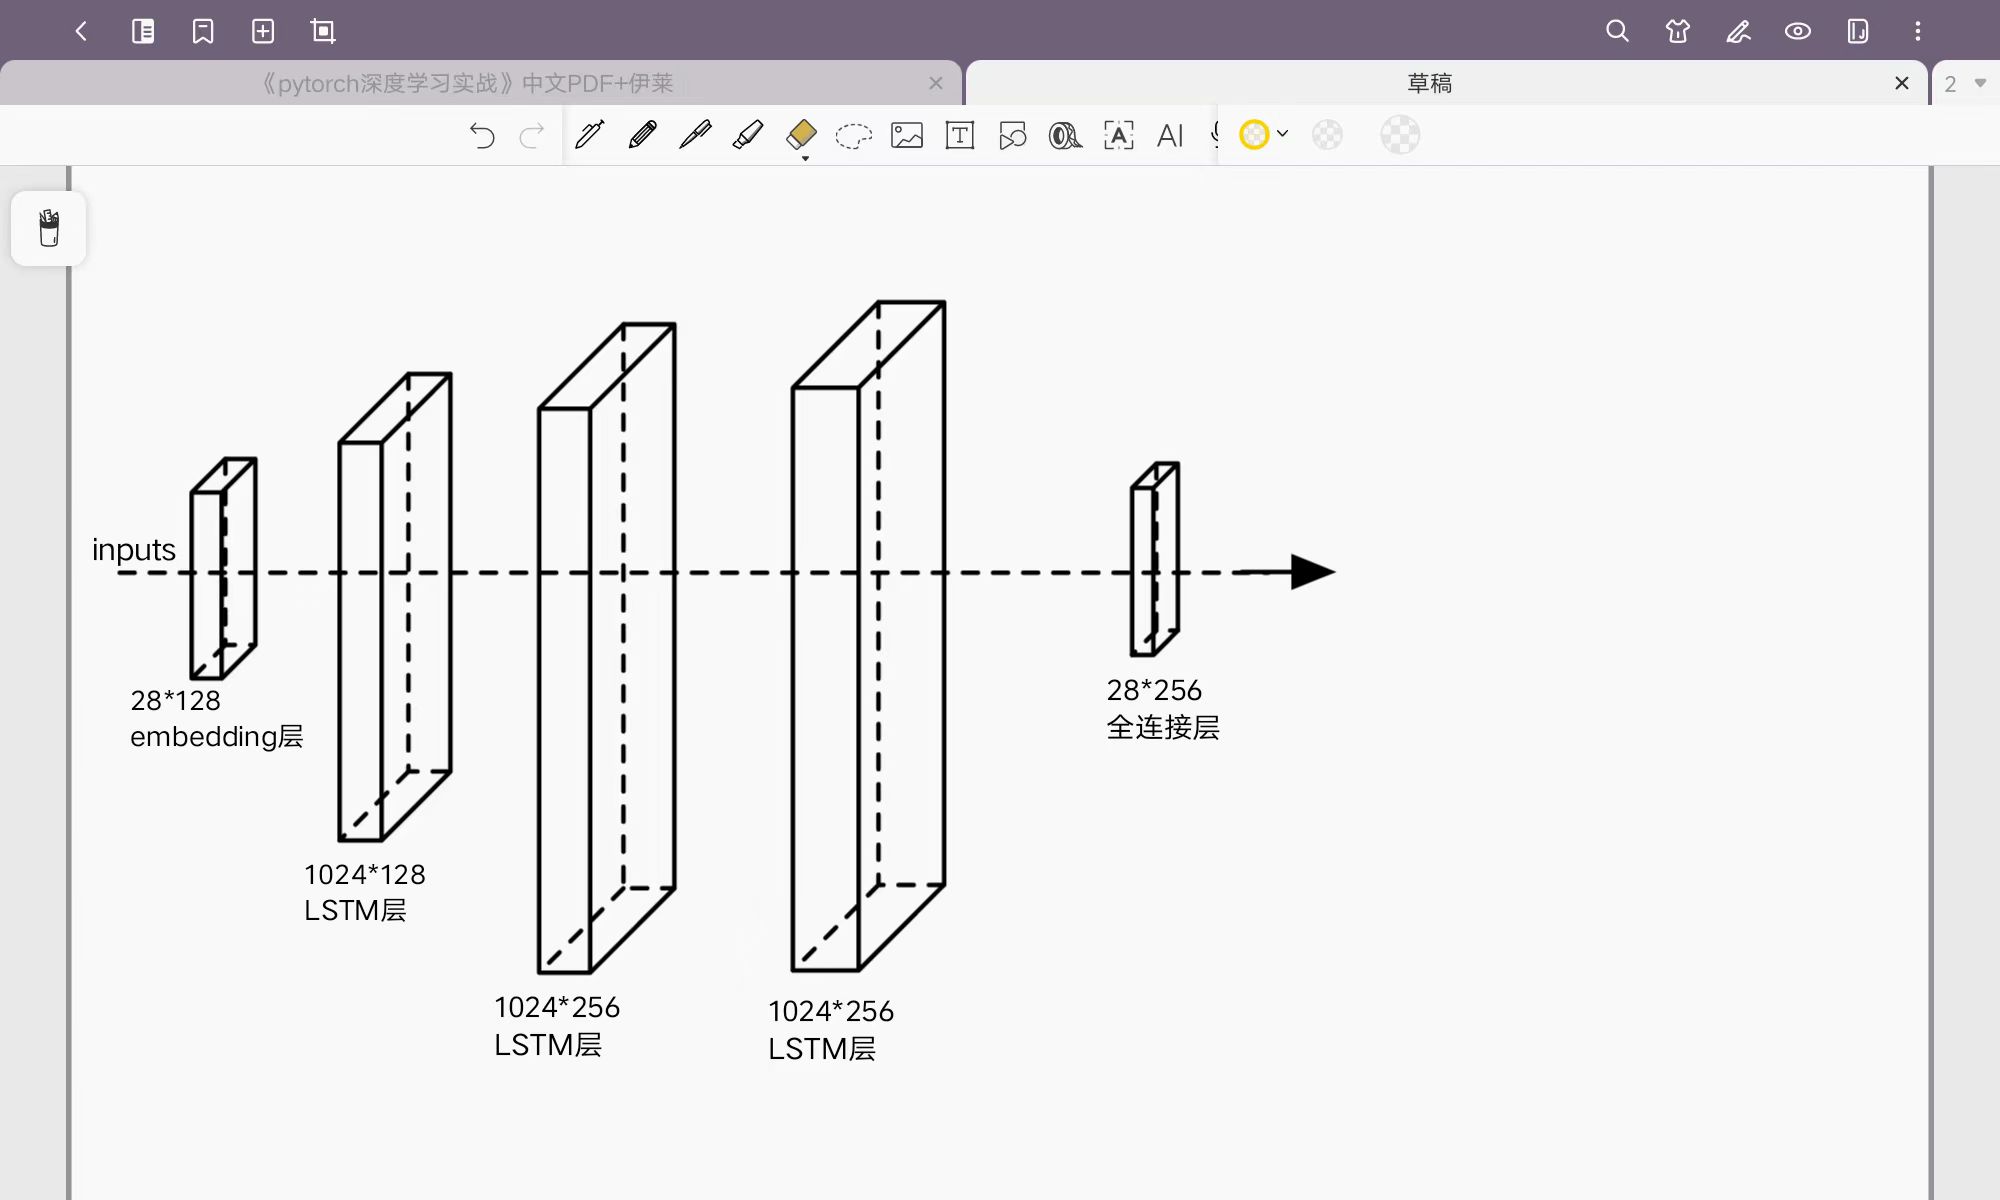 《pytorch深度学习实战》中文PDF+伊莱
草稿
2
T
A
AI
inputs
28*128
embedding层
1024*128
LSTM层
1024*256
LSTM层
1024*256
LSTM层
28*256
全连接层